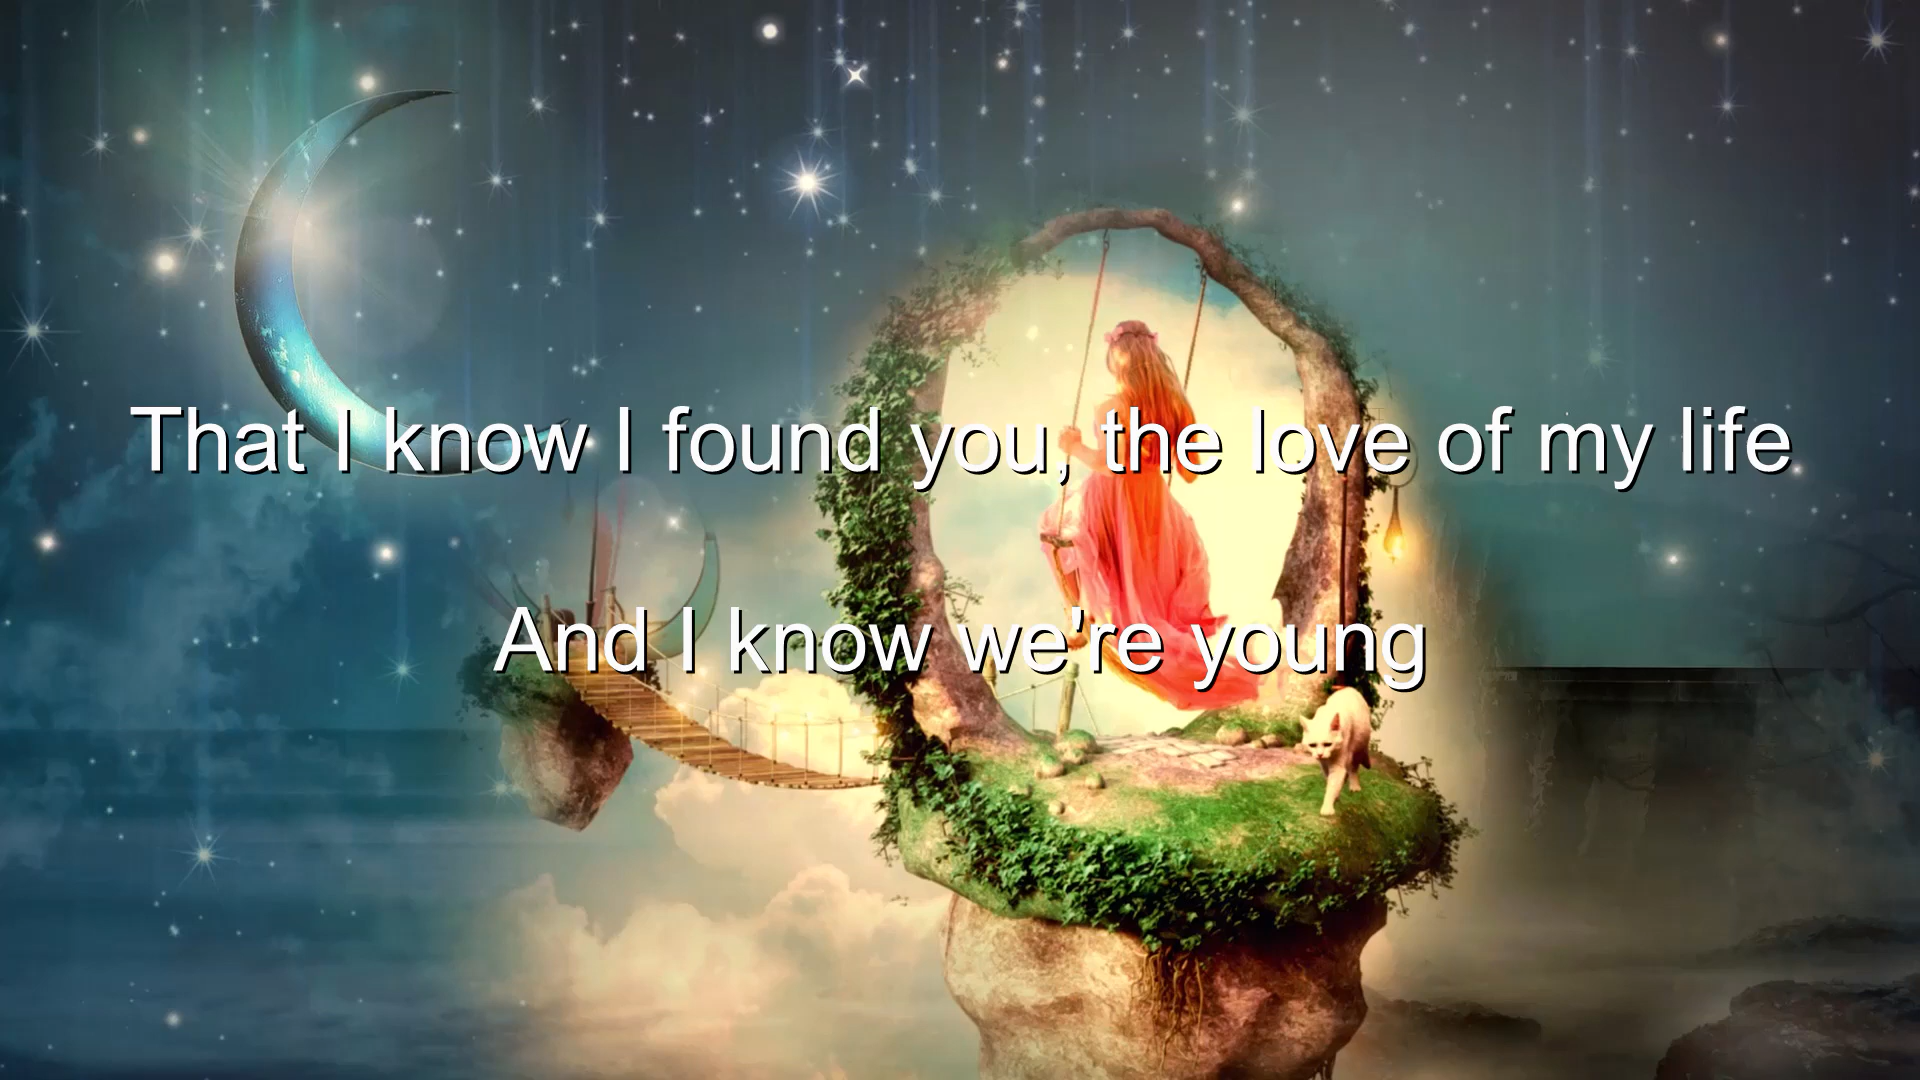 That I know I found you, the love of my life
And I know we're young